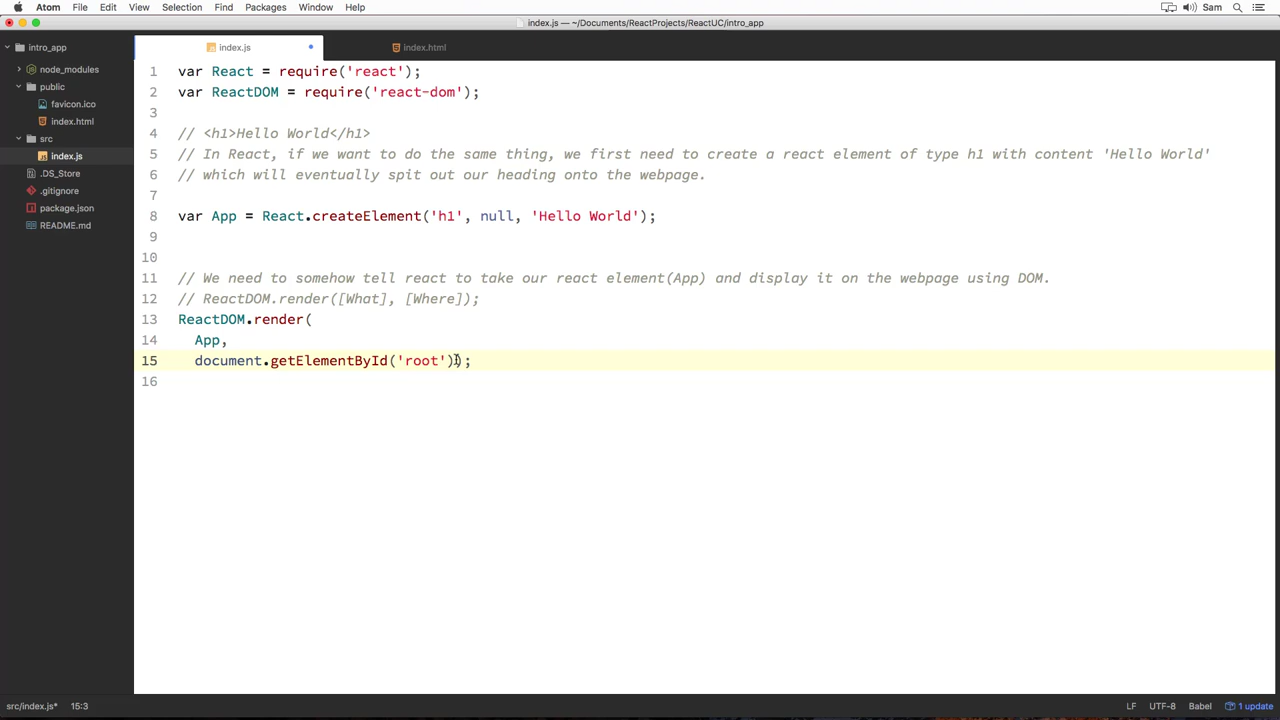 Atom File Edit View Selection Find Packages Window Help Sam
index.js — ~/Documents/ReactProjects/ReactUC/intro_app
intro_app
node_modules
public
favicon.ico
index.html
src
index.js
.DS_Store
.gitignore
package.json
README.md
index.js index.html
1 var React = require('react');
2 var ReactDOM = require('react-dom');
3
4 // <h1>Hello World</h1>
5 // In React, if we want to do the same thing, we first need to create a react element of type h1 with content 'Hello World'
6 // which will eventually spit out our heading onto the webpage.
7
8 var App = React.createElement('h1', null, 'Hello World');
9
10
11 // We need to somehow tell react to take our react element(App) and display it on the webpage using DOM.
12 // ReactDOM.render([What], [Where]);
13 ReactDOM.render(
14 App,
15 document.getElementById('root'));
16
src/index.js* 15:3 LF UTF-8 Babel 1 update